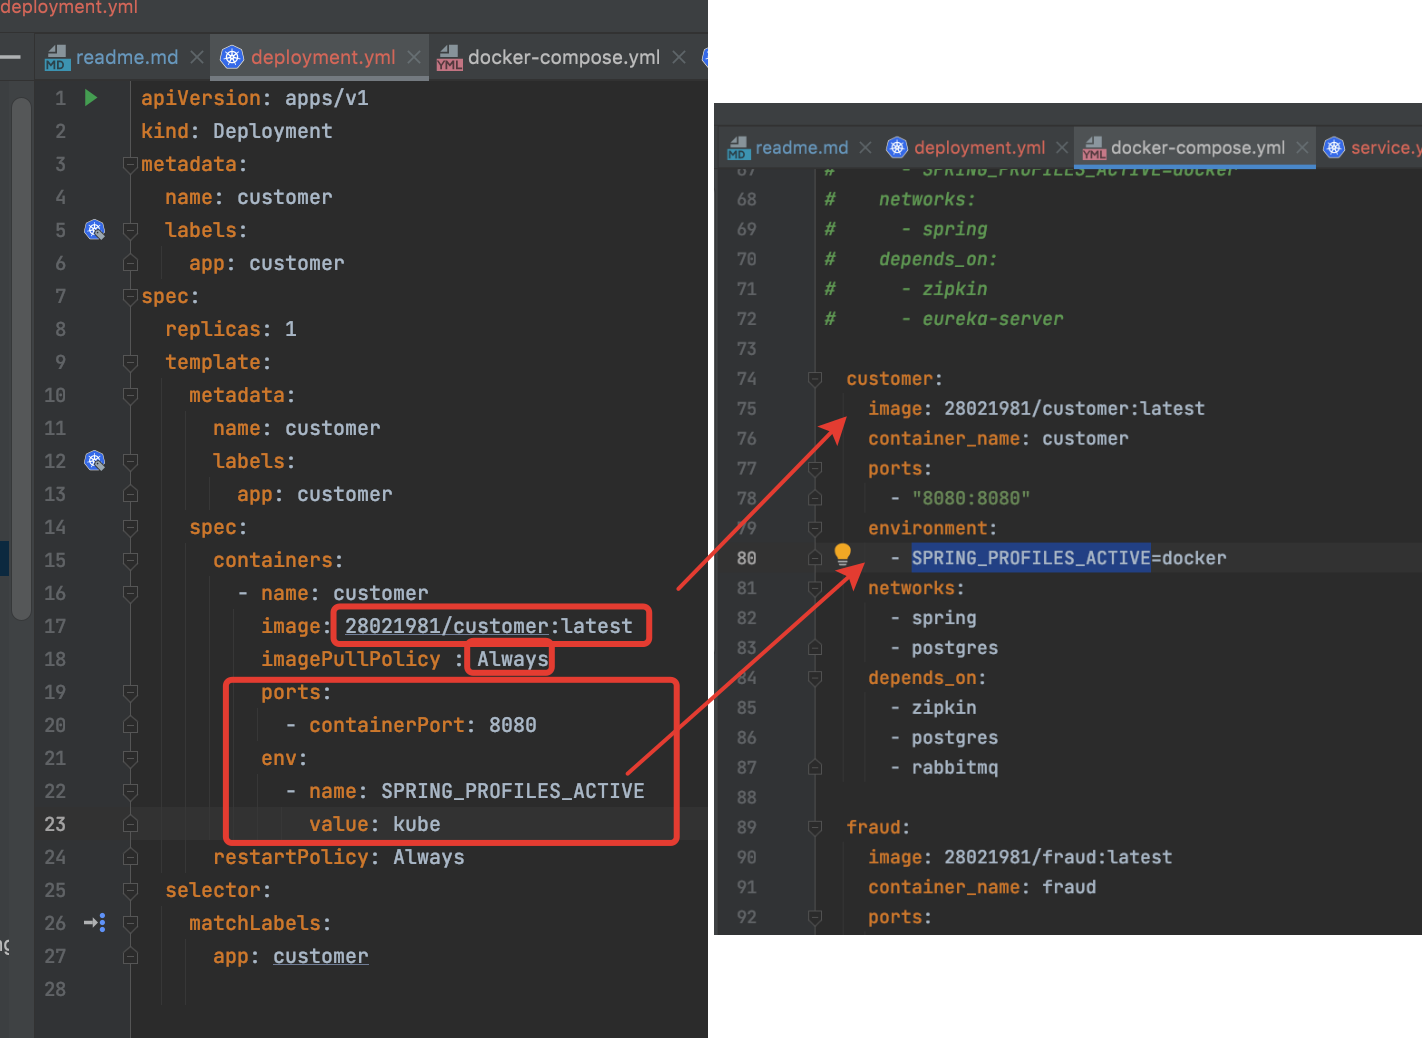 deployment.yml
readme.md
deployment.yml
docker-compose.yml
1 apiVersion: apps/v1
2 kind: Deployment
3 metadata:
4 name: customer
5 labels:
6 app: customer
7 spec:
8 replicas: 1
9 template:
10 metadata:
11 name: customer
12 labels:
13 app: customer
14 spec:
15 containers:
16 - name: customer
17 image: 28021981/customer:latest
18 imagePullPolicy : Always
19 ports:
20 - containerPort: 8080
21 env:
22 - name: SPRING_PROFILES_ACTIVE
23 value: kube
24 restartPolicy: Always
25 selector:
26 matchLabels:
27 app: customer
28
readme.md
deployment.yml
docker-compose.yml
service.y
67 # - SPRING_PROFILES_ACTIVE=docker
68 # networks:
69 # - spring
70 # depends_on:
71 # - zipkin
72 # - eureka-server
73
74 customer:
75 image: 28021981/customer:latest
76 container_name: customer
77 ports:
78 - "8080:8080"
79 environment:
80 - SPRING_PROFILES_ACTIVE=docker
81 networks:
82 - spring
83 - postgres
84 depends_on:
85 - zipkin
86 - postgres
87 - rabbitmq
88
89 fraud:
90 image: 28021981/fraud:latest
91 container_name: fraud
92 ports: